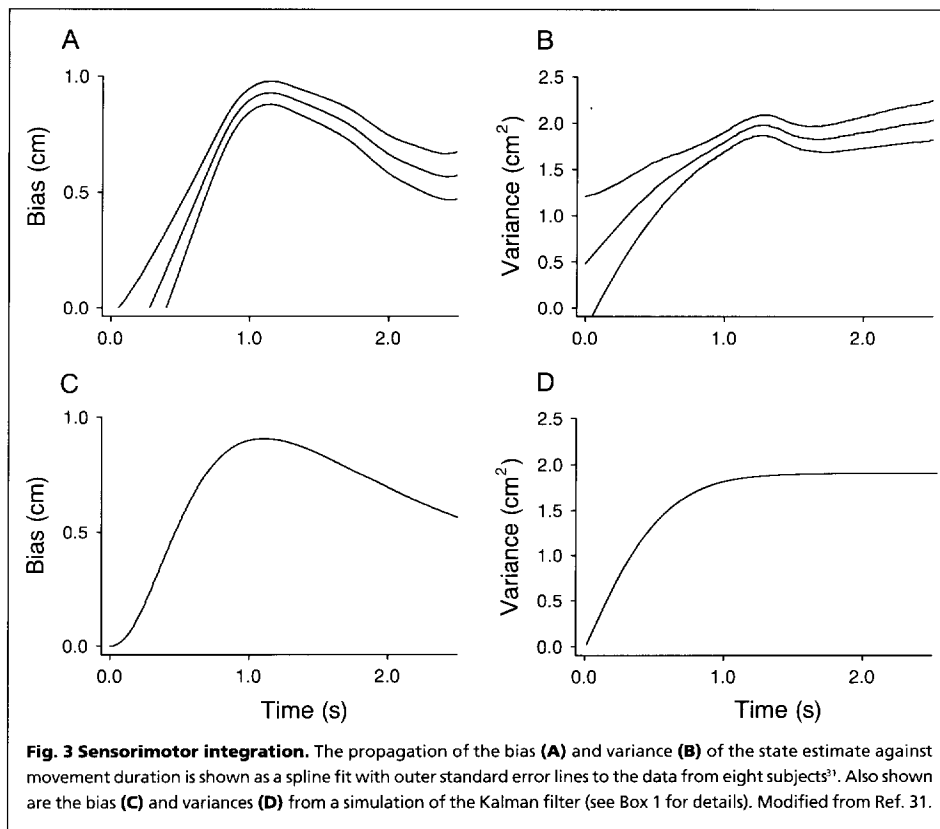 A
B
1.0
0.5
0.0
Bias (cm)
0.0
1.0
2.0
2.5
2.0
1.5
1.0
0.5
0.0
Variance (cm²)
0.0
1.0
2.0
C
D
1.0
0.5
0.0
Bias (cm)
0.0
1.0
2.0
Time (s)
2.5
2.0
1.5
1.0
0.5
0.0
Variance (cm²)
0.0
1.0
2.0
Time (s)
Fig. 3 Sensorimotor integration. The propagation of the bias (A) and variance (B) of the state estimate against
movement duration is shown as a spline fit with outer standard error lines to the data from eight subjects³¹. Also shown
are the bias (C) and variances (D) from a simulation of the Kalman filter (see Box 1 for details). Modified from Ref. 31.